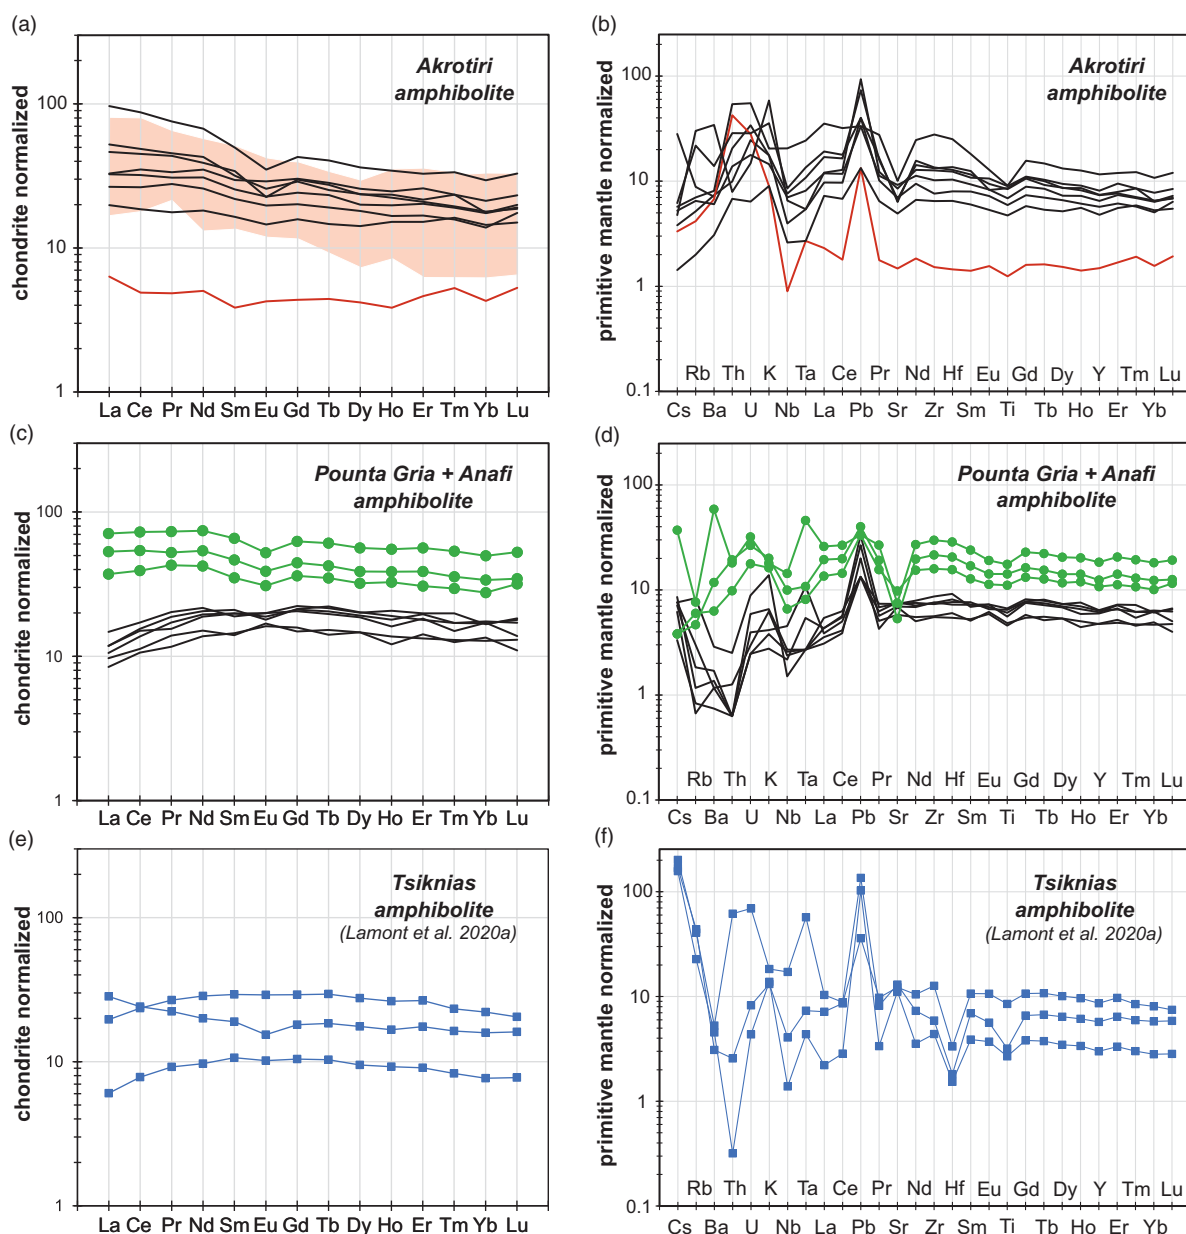 (a)
chondrite normalized
100
10
1
Akrotiri
amphibolite
La Ce Pr Nd Sm Eu Gd Tb Dy Ho Er Tm Yb Lu
(b)
primitive mantle normalized
100
10
1
0.1
Akrotiri
amphibolite
Rb Th K Ta Ce Pr Nd Hf Eu Gd Dy Y Tm Lu
Cs Ba U Nb La Pb Sr Zr Sm Ti Tb Ho Er Yb
(c)
chondrite normalized
100
10
1
Pounta Gria + Anafi
amphibolite
La Ce Pr Nd Sm Eu Gd Tb Dy Ho Er Tm Yb Lu
(d)
primitive mantle normalized
100
10
1
0.1
Pounta Gria + Anafi
amphibolite
Rb Th K Ta Ce Pr Nd Hf Eu Gd Dy Y Tm Lu
Cs Ba U Nb La Pb Sr Zr Sm Ti Tb Ho Er Yb
(e)
chondrite normalized
100
10
1
Tsiknias
amphibolite
(Lamont et al. 2020a)
La Ce Pr Nd Sm Eu Gd Tb Dy Ho Er Tm Yb Lu
(f)
primitive mantle normalized
100
10
1
0.1
Tsiknias
amphibolite
(Lamont et al. 2020a)
Rb Th K Ta Ce Pr Nd Hf Eu Gd Dy Y Tm Lu
Cs Ba U Nb La Pb Sr Zr Sm Ti Tb Ho Er Yb